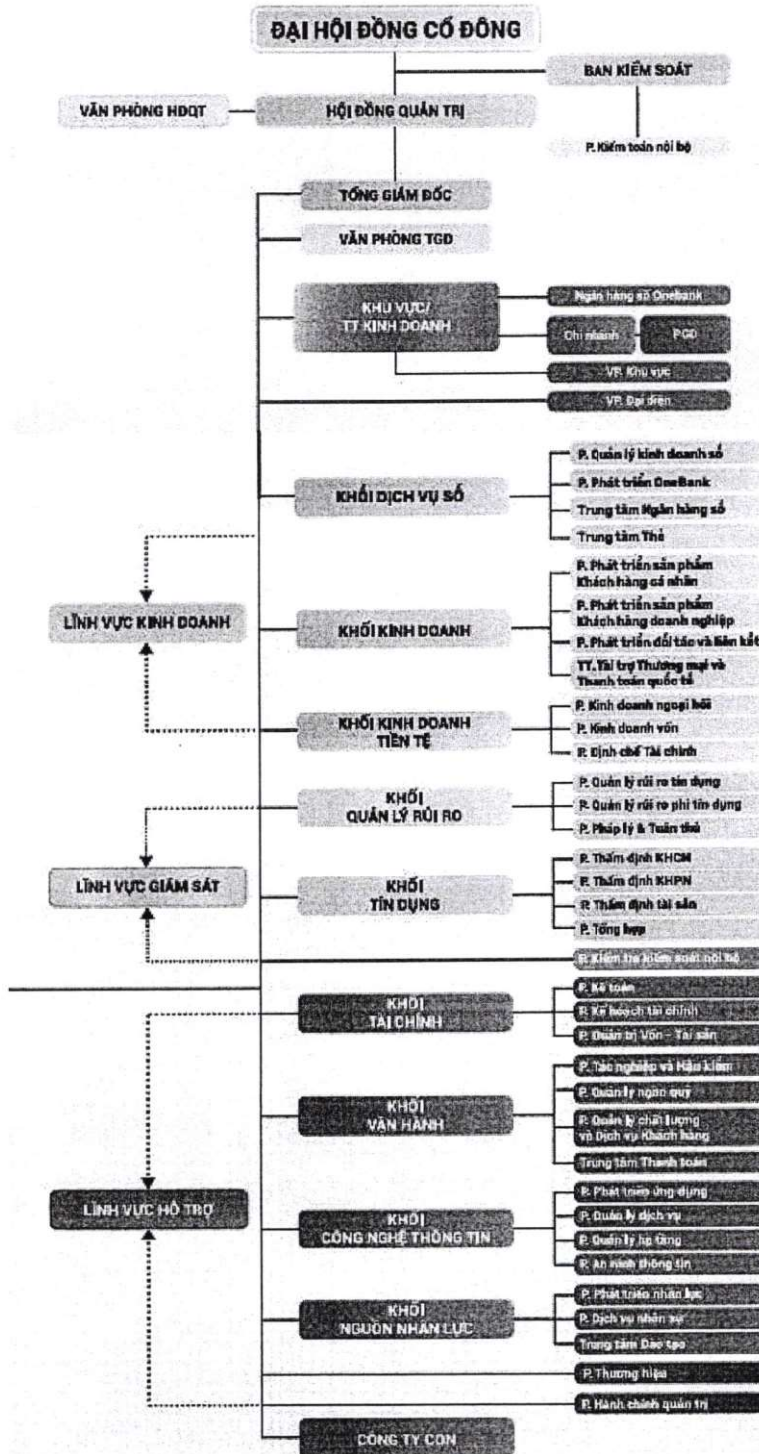 ĐẠI HỘI ĐỒNG CỔ ĐÔNG
BAN KIỂM SOÁT
VĂN PHÒNG HĐQT
HỘI ĐỒNG QUẢN TRỊ
P. Kiểm toán nội bộ
TỔNG GIÁM ĐỐC
VĂN PHÒNG TGĐ
KHU VỰC/
TT KINH DOANH
Ngân hàng số Onebank
Chi nhánh
PGD
VP. Khu vực
VP. Đại diện
KHỐI DỊCH VỤ SỐ
P. Quản lý kinh doanh số
P. Phát triển OneBank
Trung tâm Ngân hàng số
Trung tâm Thẻ
LĨNH VỰC KINH DOANH
KHỐI KINH DOANH
P. Phát triển sản phẩm
Khách hàng cá nhân
P. Phát triển sản phẩm
Khách hàng doanh nghiệp
P. Phát triển đối tác và liên kết
TT.Tài trợ Thương mại và
Thanh toán quốc tế
KHỐI KINH DOANH
TIỀN TỆ
P. Kinh doanh ngoại hối
P. Kinh doanh vốn
P. Định chế Tài chính
KHỐI
QUẢN LÝ RỦI RO
P. Quản lý rủi ro tín dụng
P. Quản lý rủi ro phi tín dụng
P. Pháp lý & Tuân thủ
LĨNH VỰC GIÁM SÁT
KHỐI
TÍN DỤNG
P. Thẩm định KHCM
P. Thẩm định KHPN
P. Thẩm định tài sản
P. Tổng hợp
P. Kiểm tra kiểm soát nội bộ
KHỐI
TÀI CHÍNH
P. Kế toán
P. Kế hoạch tài chính
P. Quản trị Vốn - Tài sản
KHỐI
VẬN HÀNH
P. Tác nghiệp và Hậu kiểm
P. Quản lý ngân quỹ
P. Quản lý chất lượng
và Dịch vụ Khách hàng
Trung tâm Thanh toán
LĨNH VỰC HỖ TRỢ
KHỐI
CÔNG NGHỆ THÔNG TIN
P. Phát triển ứng dụng
P. Quản lý dịch vụ
P. Quản lý hạ tầng
P. An ninh thông tin
KHỐI
NGUỒN NHÂN LỰC
P. Phát triển nhân lực
P. Dịch vụ nhân sự
Trung tâm Đào tạo
P. Thương hiệu
P. Hành chính quản trị
CÔNG TY CON